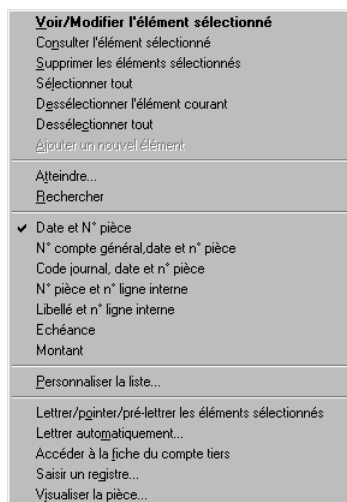 Voir/Modifier l'élément sélectionné
Consulter l'élément sélectionné
Supprimer les éléments sélectionnés
Sélectionner tout
Dessélectionner l'élément courant
Dessélectionner tout
Ajouter un nouvel élément
Atteindre...
Rechercher
Date et N° pièce
N° compte général,date et n° pièce
Code journal, date et n° pièce
N° pièce et n° ligne interne
Libellé et n° ligne interne
Echéance
Montant
Personnaliser la liste...
Lettrer/pointer/pré-lettrer les éléments sélectionnés
Lettrer automatiquement...
Accéder à la fiche du compte tiers
Saisir un registre...
Visualiser la pièce...